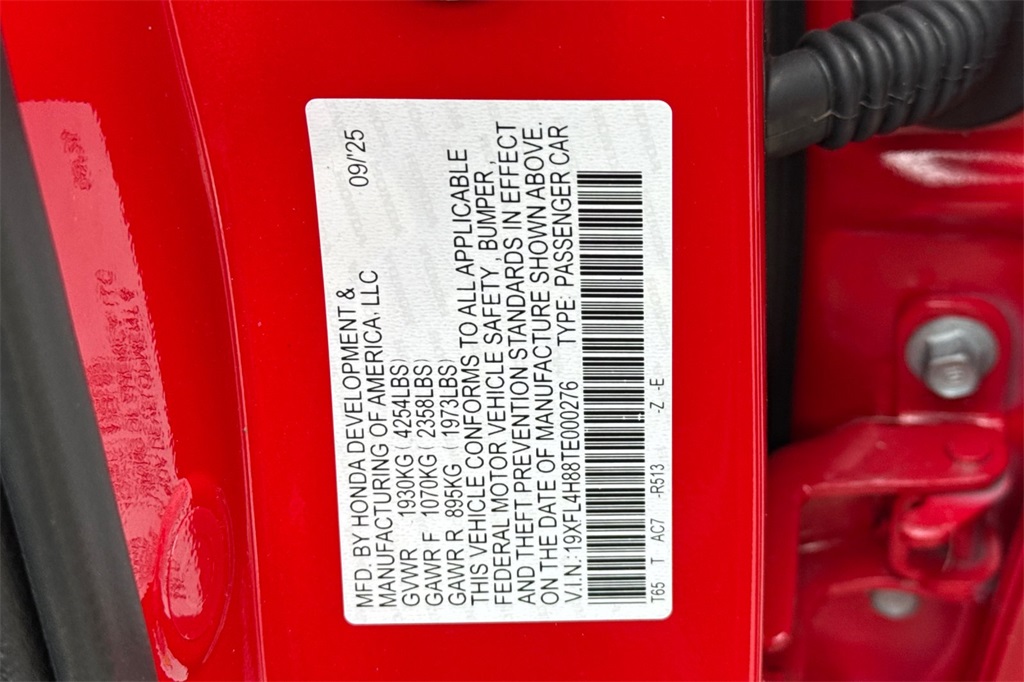 MFD. BY HONDA DEVELOPMENT &
MANUFACTURING OF AMERICA, LLC 09/'25
GVWR 1930KG (4254LBS)
GAWR F 1070KG (2358LBS)
GAWR R 895KG (1973LBS)
THIS VEHICLE CONFORMS TO ALL APPLICABLE
FEDERAL MOTOR VEHICLE SAFETY, BUMPER,
AND THEFT PREVENTION STANDARDS IN EFFECT
ON THE DATE OF MANUFACTURE SHOWN ABOVE.
V.I.N.:19XFL4H88TE000276 TYPE: PASSENGER CAR
T65 T AC7 -R513 -Z -E